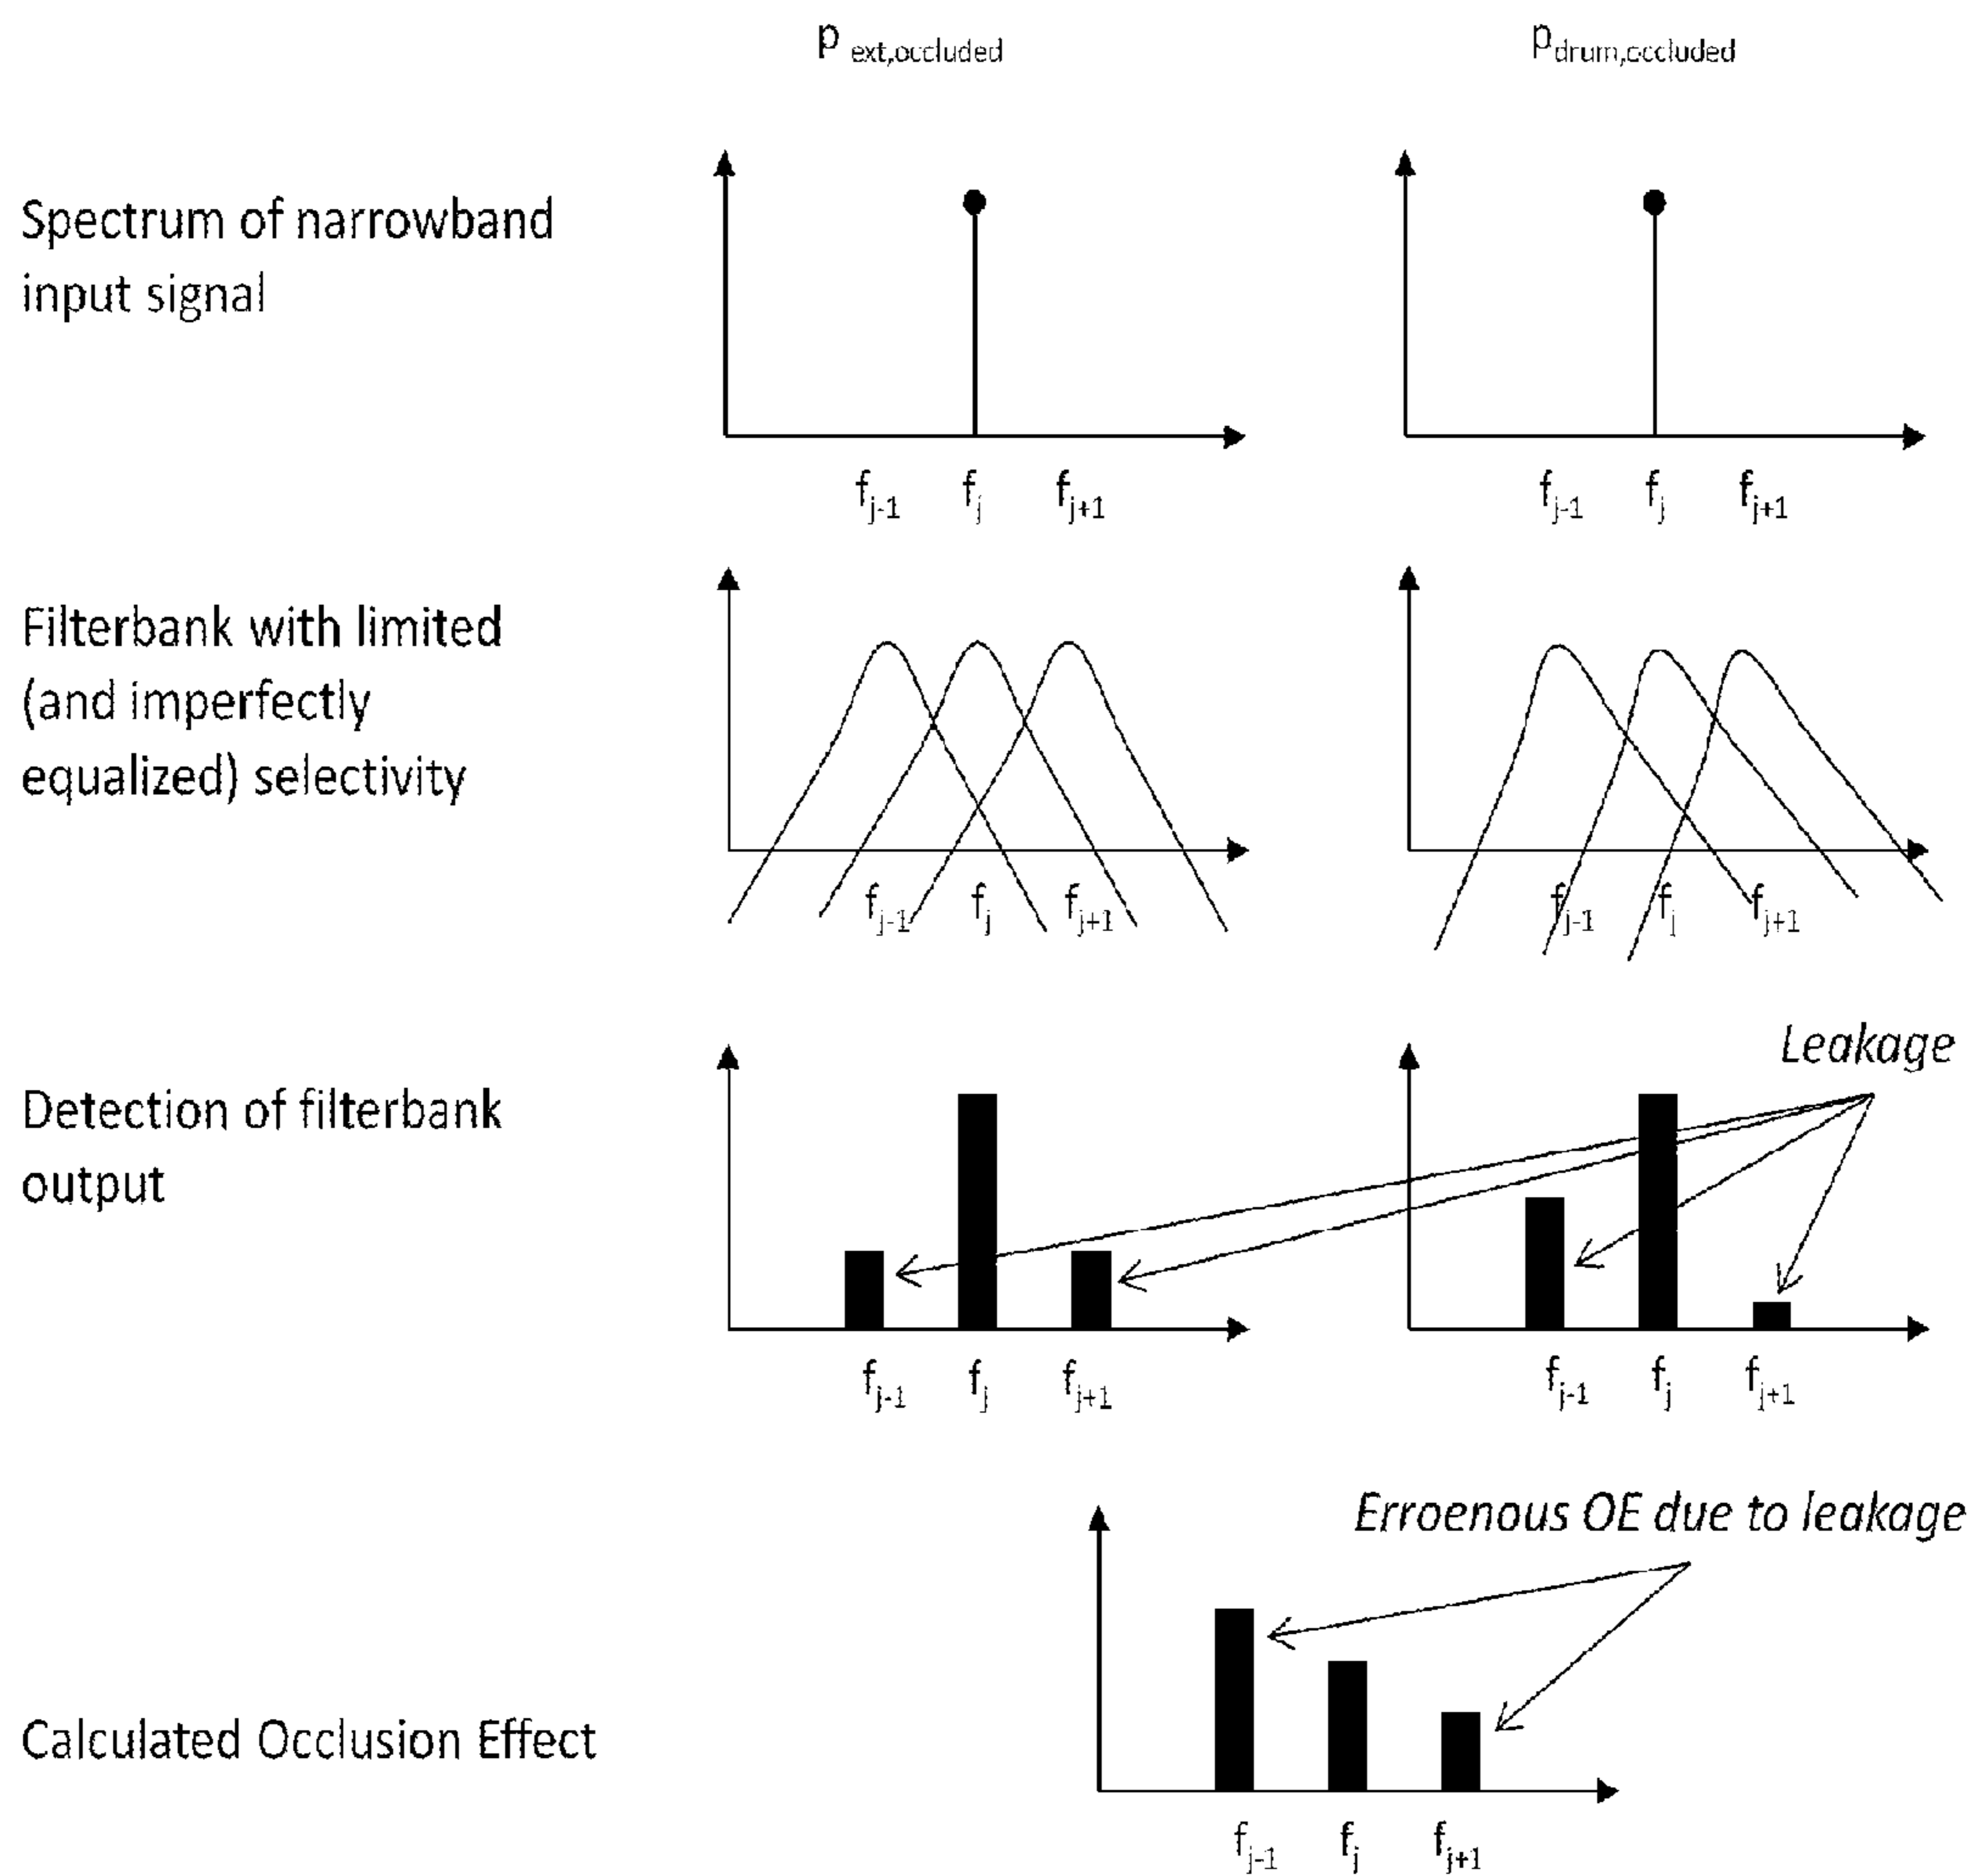 p ext,occluded
p drum,occluded
Spectrum of narrowband
input signal
f j-1 f j f j+1
f j-1 f j f j+1
Filterbank with limited
(and imperfectly
equalized) selectivity
f j-1 f j f j+1
f j-1 f j f j+1
Leakage
Detection of filterbank
output
f j-1 f j f j+1
f j-1 f j f j+1
Erroenous OE due to leakage
Calculated Occlusion Effect
f j-1 f j f j+1